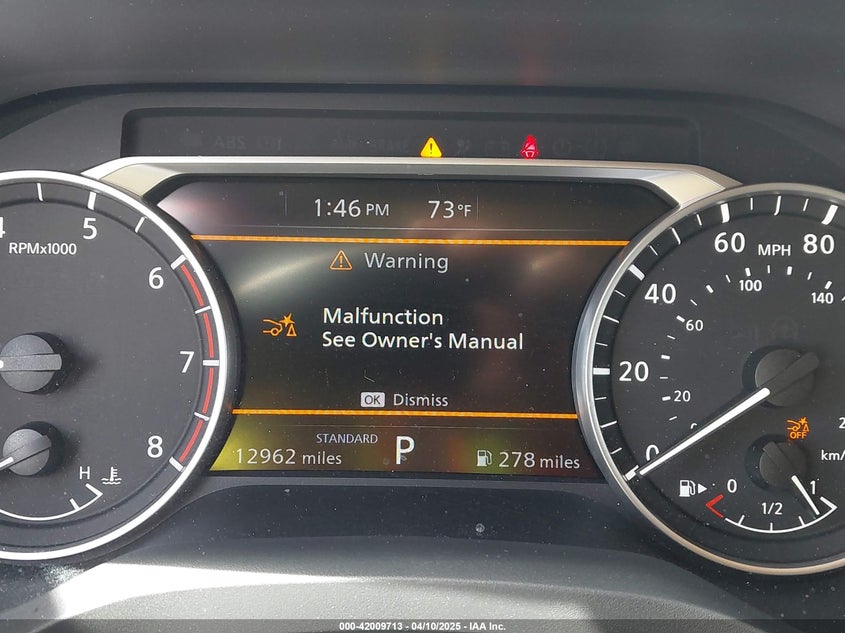 ABS
1:46 PM 73°F
Warning
Malfunction
See Owner's Manual
OK Dismiss
STANDARD
12962 miles P 278 miles
4 5 6 7 8
RPMx1000
H
0 20 40 60 80
MPH
20 60 100 140
km/
OFF
0 1/2 1
000-42009713 - 04/10/2025 - IAA Inc.